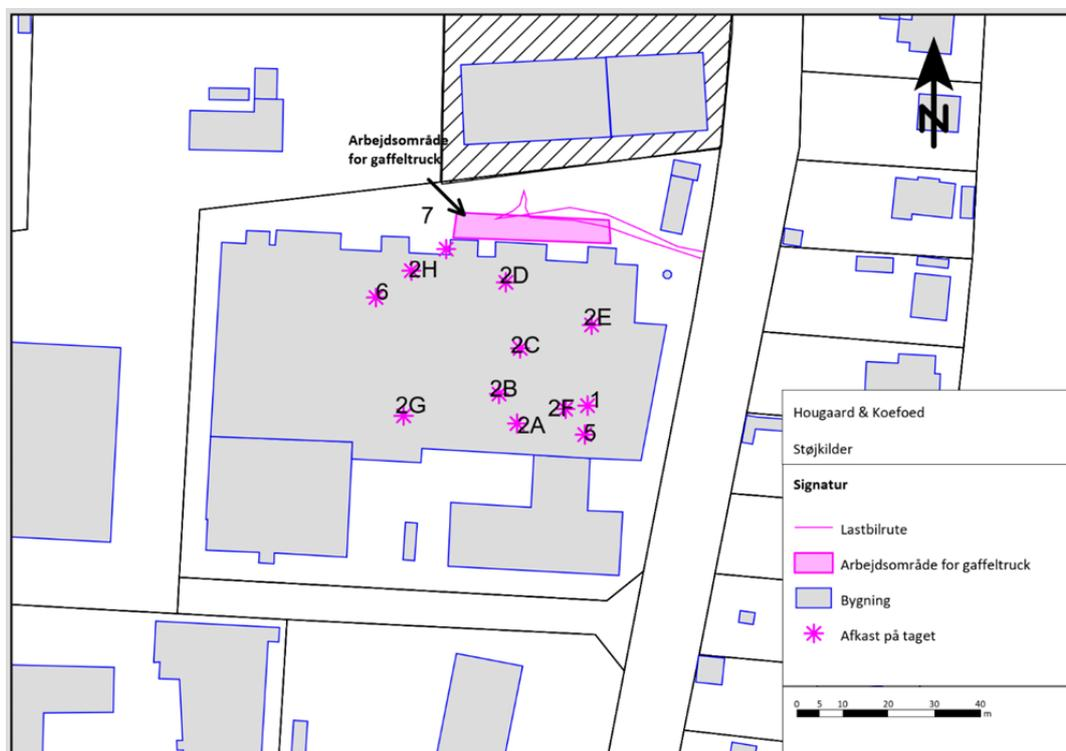 N
Arbejdsområde
for gaffeltruck
7
2H
2D
6
2E
2C
2B
2G
2F
1
2A
5
Hougaard & Koefoed
Støjkilder
Signatur
Lastbilrute
Arbejdsområde for gaffeltruck
Bygning
Afkast på taget
0 5 10 20 30 40
m